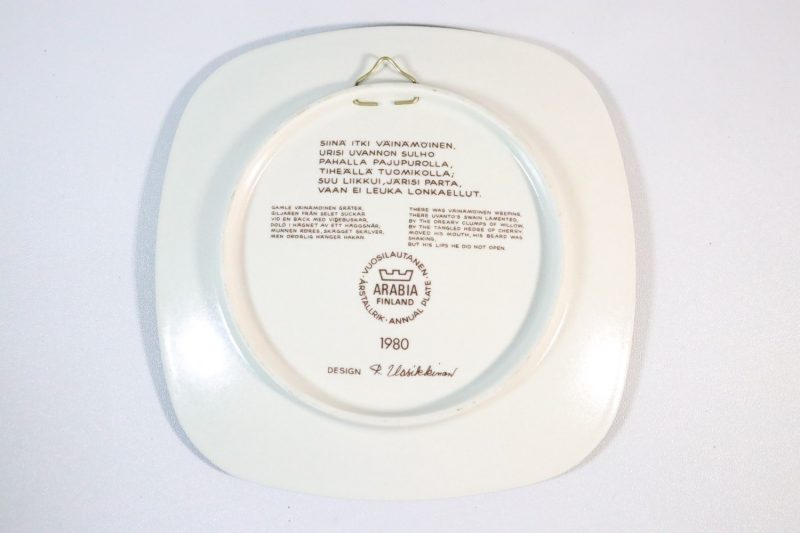 SIINÄ ITKI VÄINÄMÖINEN,
URISI UVANNON SULHO
PAHALLA PAJUPUROLLA,
TIHEÄLLÄ TUOMIKOLLA;
SUU LIIKKUI, JÄRISI PARTA,
VAAN EI LEUKA LONKAELLUT.
GAMLE VÄINÄMÖINEN GRÅTER,
GILJAREN FRÅN SELET SUCKAR
VID EN BÄCK MED VIDEBUSKAR,
DOLD I HÄGNET AV ETT HÄGGSNÅR;
MUNNEN RÖRES, SKÄGGET SKÄLVER,
MEN ORÖRLIG HÄNGER HAKAN.
THERE WAS VÄINÄMÖINEN WEEPING,
THERE UVANTO'S SWAIN LAMENTED,
BY THE DREARY CLUMPS OF WILLOW,
BY THE TANGLED HEDGE OF CHERRY.
MOVED HIS MOUTH, HIS BEARD WAS
SHAKING,
BUT HIS LIPS HE DID NOT OPEN.
VUOSILAUTANEN · ÅRSTALLRIK · ANNUAL PLATE ·
ARABIA
FINLAND
1980
DESIGN R. Uosikkinen